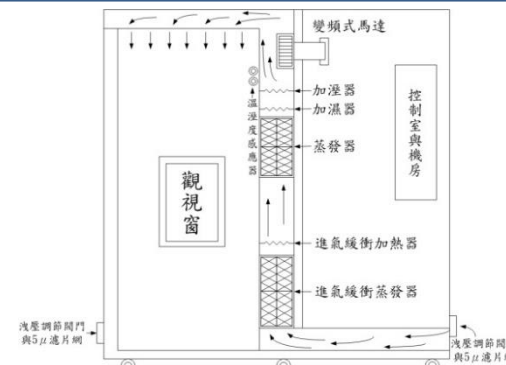 變頻式馬達
加溼器
加濕器
蒸發器
溫溼度感應器
控制室與機房
觀視窗
進氣緩衝加熱器
進氣緩衝蒸發器
洩壓調節閥門
與5μ濾片網
洩壓調節閥
與5μ濾片